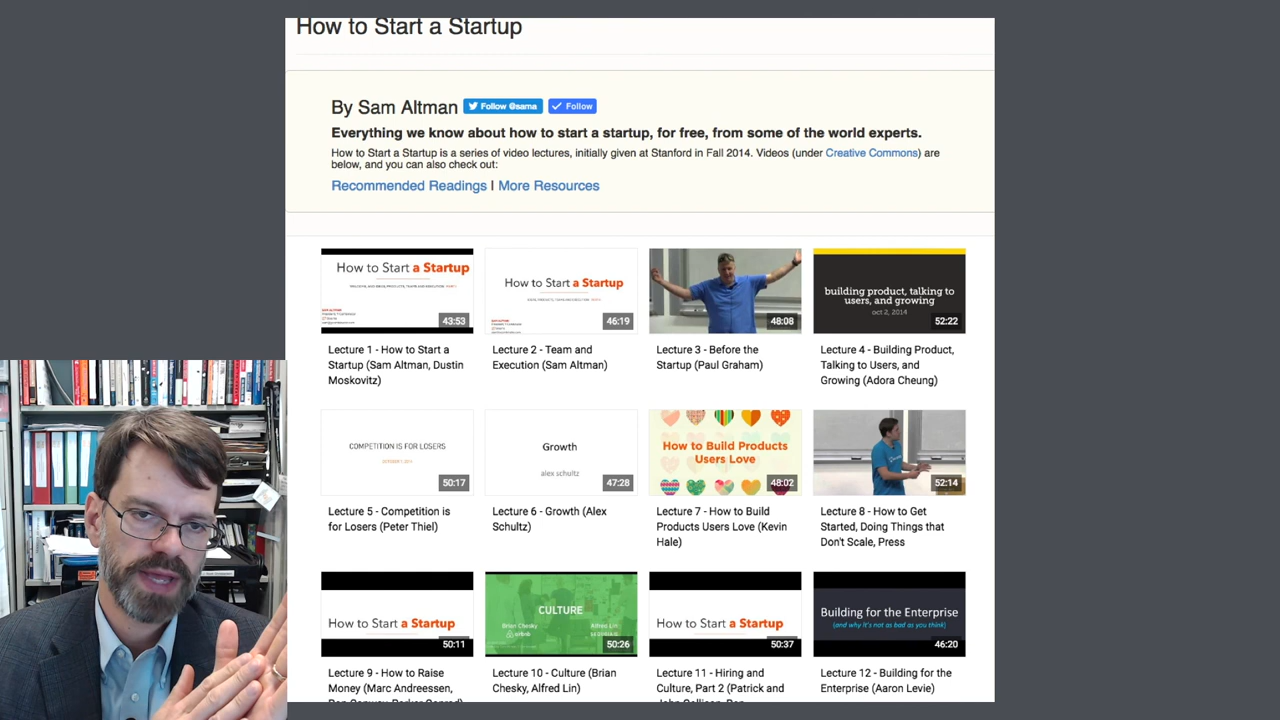 How to Start a Startup
By Sam Altman
Follow @sama
Follow
Everything we know about how to start a startup, for free, from some of the world experts.
How to Start a Startup is a series of video lectures, initially given at Stanford in Fall 2014. Videos (under Creative Commons) are
below, and you can also check out:
Recommended Readings | More Resources
How to Start a Startup
43:53
How to Start a Startup
46:19
48:08
building product, talking to
users, and growing
oct 2, 2014
52:22
Lecture 1 - How to Start a
Startup (Sam Altman, Dustin
Moskovitz)
Lecture 2 - Team and
Execution (Sam Altman)
Lecture 3 - Before the
Startup (Paul Graham)
Lecture 4 - Building Product,
Talking to Users, and
Growing (Adora Cheung)
COMPETITION IS FOR LOSERS
50:17
Growth
alex schultz
47:28
How to Build Products
Users Love
48:02
52:14
Lecture 5 - Competition is
for Losers (Peter Thiel)
Lecture 6 - Growth (Alex
Schultz)
Lecture 7 - How to Build
Products Users Love (Kevin
Hale)
Lecture 8 - How to Get
Started, Doing Things that
Don't Scale, Press
How to Start a Startup
50:11
CULTURE
Brian Chesky
airbnb
Alfred Lin
50:26
How to Start a Startup
50:37
Building for the Enterprise
(and why it's not as bad as you think)
46:20
Lecture 9 - How to Raise
Money (Marc Andreessen,
Lecture 10 - Culture (Brian
Chesky, Alfred Lin)
Lecture 11 - Hiring and
Culture, Part 2 (Patrick and
Lecture 12 - Building for the
Enterprise (Aaron Levie)